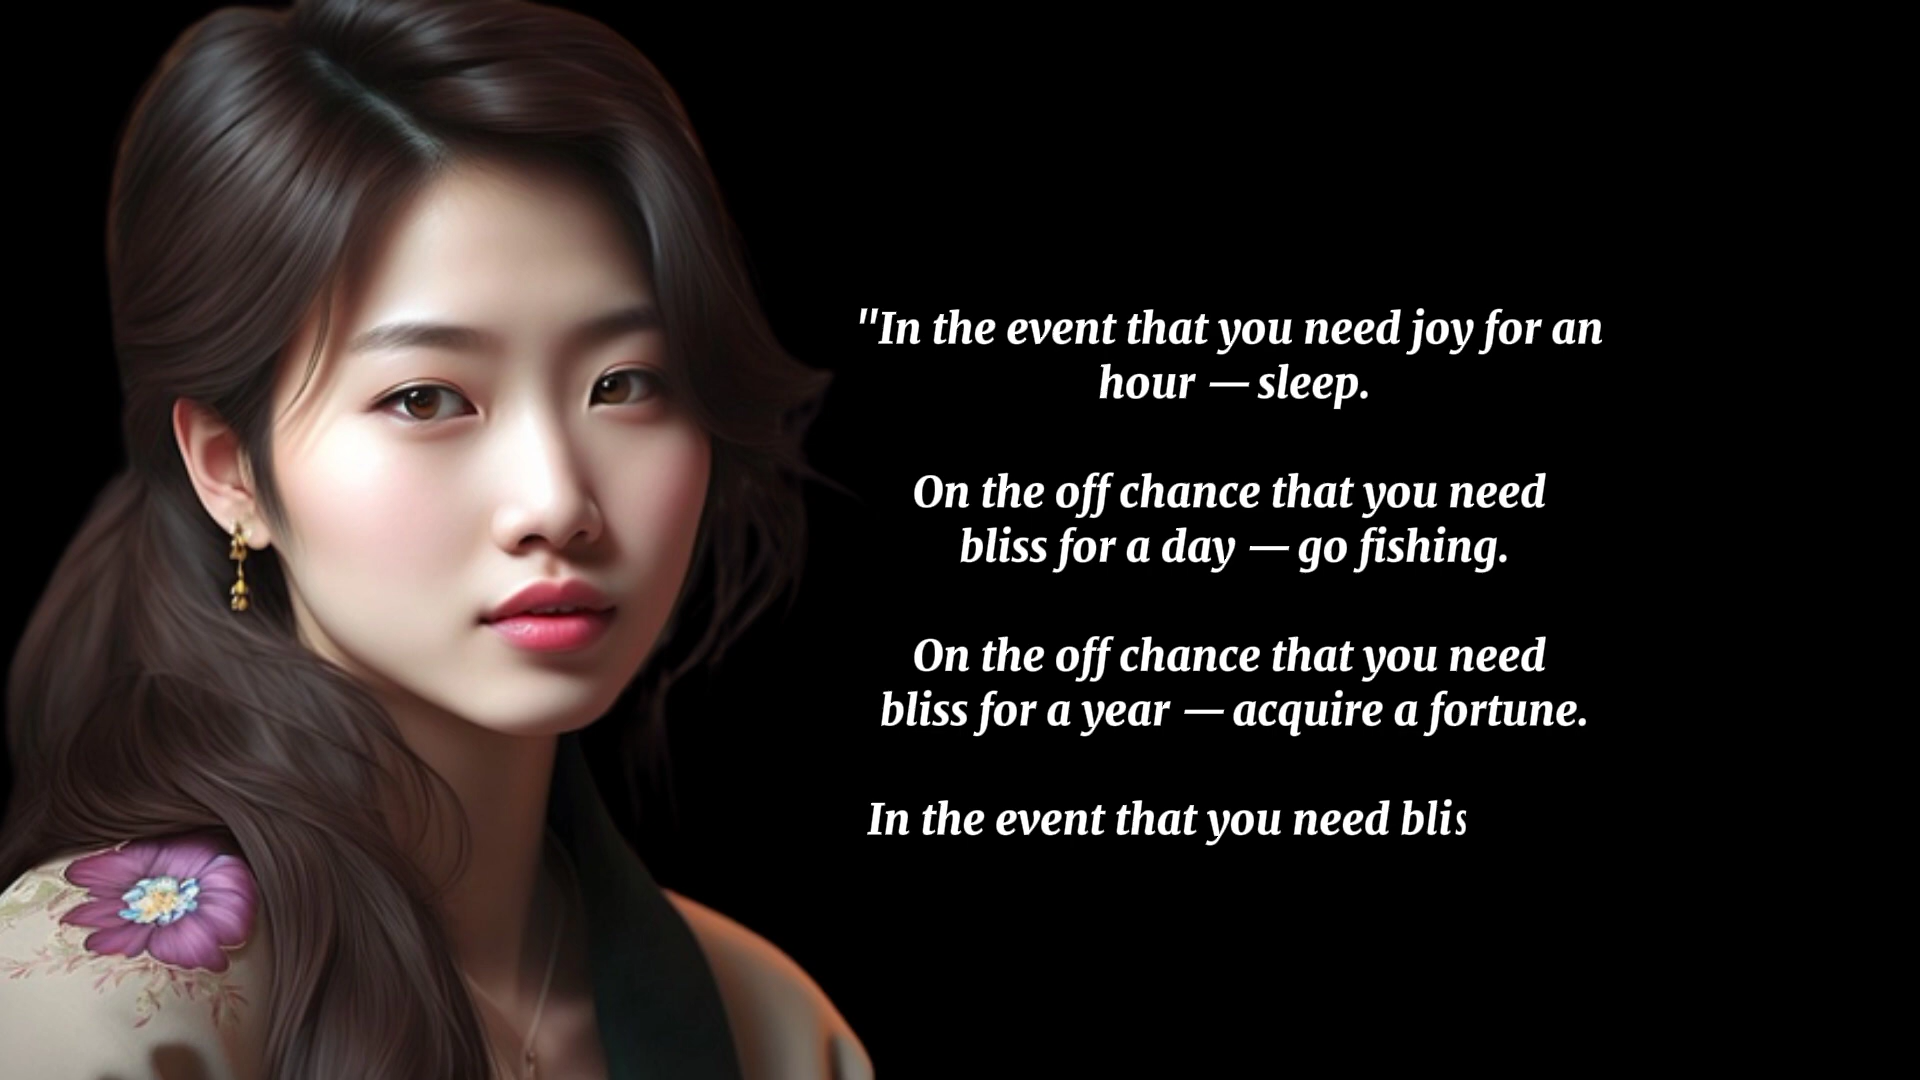 "In the event that you need joy for an
hour — sleep.
On the off chance that you need
bliss for a day — go fishing.
On the off chance that you need
bliss for a year — acquire a fortune.
In the event that you need blis